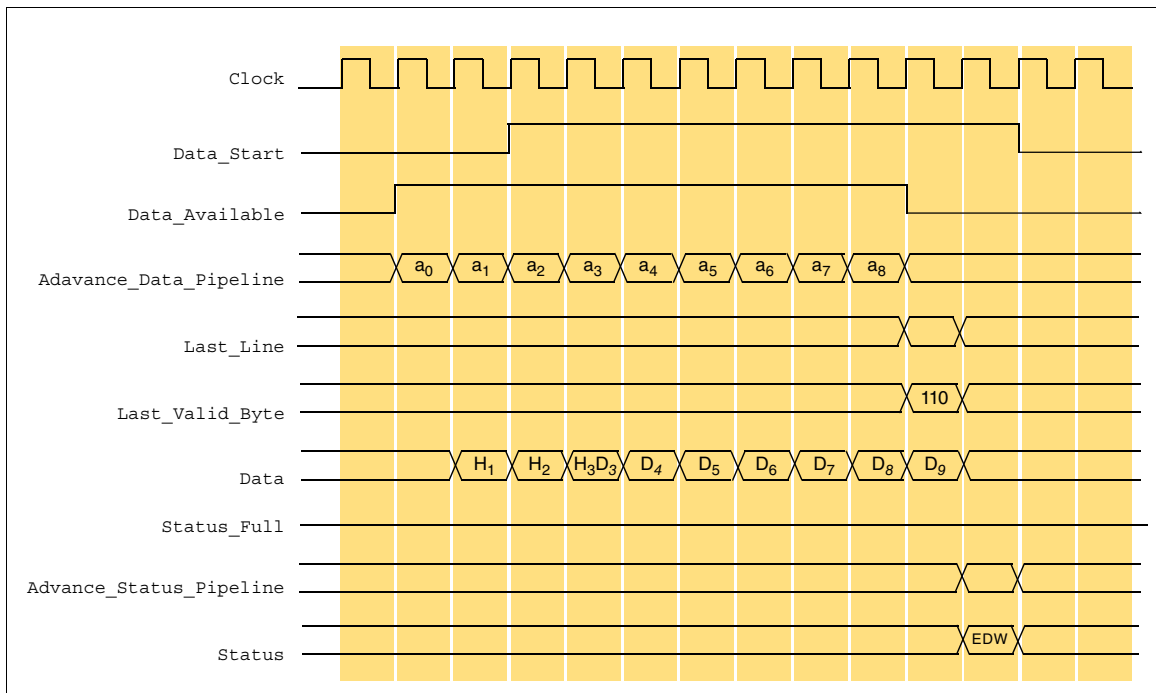 Clock
Data_Start
Data_Available
Adavance_Data_Pipeline a0 a1 a2 a3 a4 a5 a6 a7 a8
Last_Line
Last_Valid_Byte 110
Data H1 H2 H3D3 D4 D5 D6 D7 D8 D9
Status_Full
Advance_Status_Pipeline
Status EDW